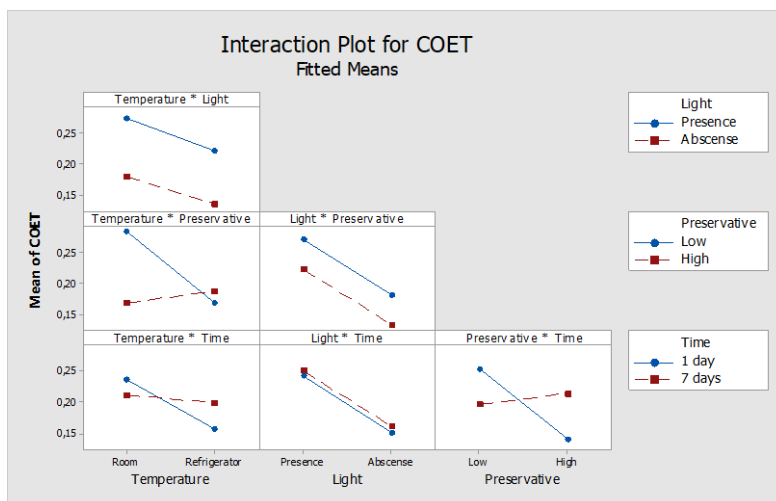 Interaction Plot for COET
Fitted Means
Temperature * Light
Light
Presence
Abscense
0,25
0,20
0,15
Mean of COET
Temperature * Preservative
Light * Preservative
Preservative
Low
High
0,25
0,20
0,15
Temperature * Time
Light * Time
Preservative * Time
Time
1 day
7 days
0,25
0,20
0,15
Room
Refrigerator
Presence
Abscense
Low
High
Temperature
Light
Preservative